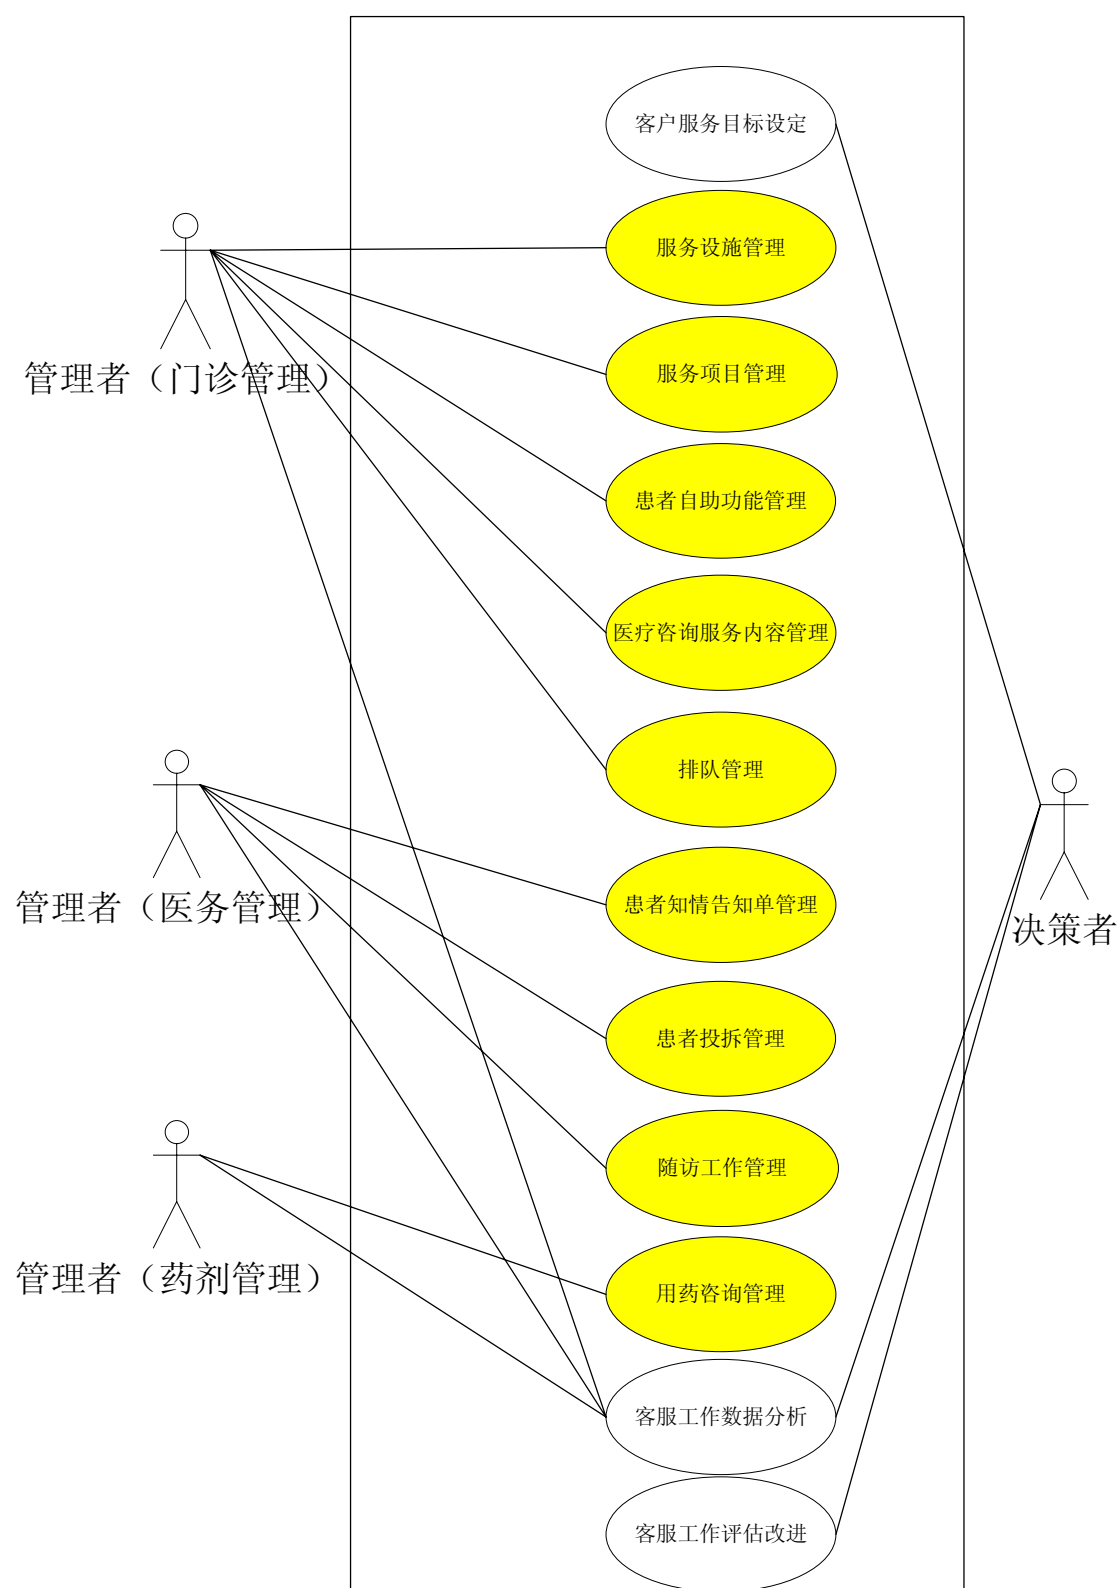 客户服务目标设定
服务设施管理
管理者（门诊管理）
服务项目管理
患者自助功能管理
医疗咨询服务内容管理
排队管理
管理者（医务管理）
患者知情告知单管理
决策者
患者投拆管理
随访工作管理
管理者（药剂管理）
用药咨询管理
客服工作数据分析
客服工作评估改进